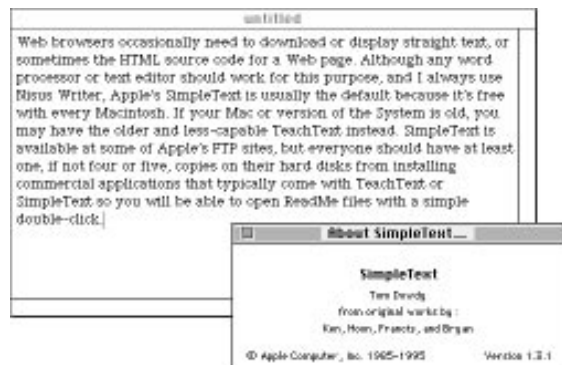 untitled
Web browsers occasionally need to download or display straight text, or
sometimes the HTML source code for a Web page. Although any word
processor or text editor should work for this purpose, and I always use
Nisus Writer, Apple's SimpleText is usually the default because it's free
with every Macintosh. If your Mac or version of the System is old, you
may have the older and less-capable TeachText instead. SimpleText is
available at some of Apple's FTP sites, but everyone should have at least
one, if not four or five, copies on their hard disks from installing
commercial applications that typically come with TeachText or
SimpleText so you will be able to open ReadMe files with a simple
double-click.
About SimpleText...
SimpleText
Tom Dowdy
from original works by :
Ken, Hoon, Francis, and Bryan
© Apple Computer, Inc. 1985-1995 Version 1.3.1